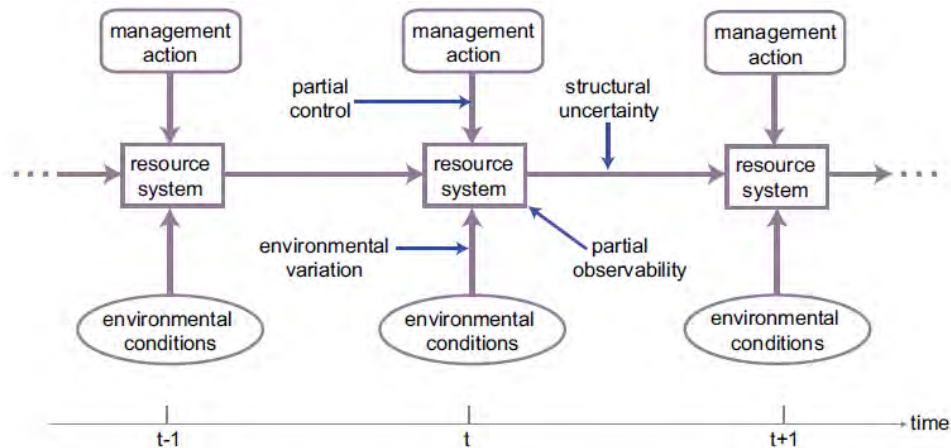 management
action
management
action
management
action
partial
control
structural
uncertainty
resource
system
resource
system
resource
system
environmental
variation
partial
observability
environmental
conditions
environmental
conditions
environmental
conditions
time
t-1
t
t+1